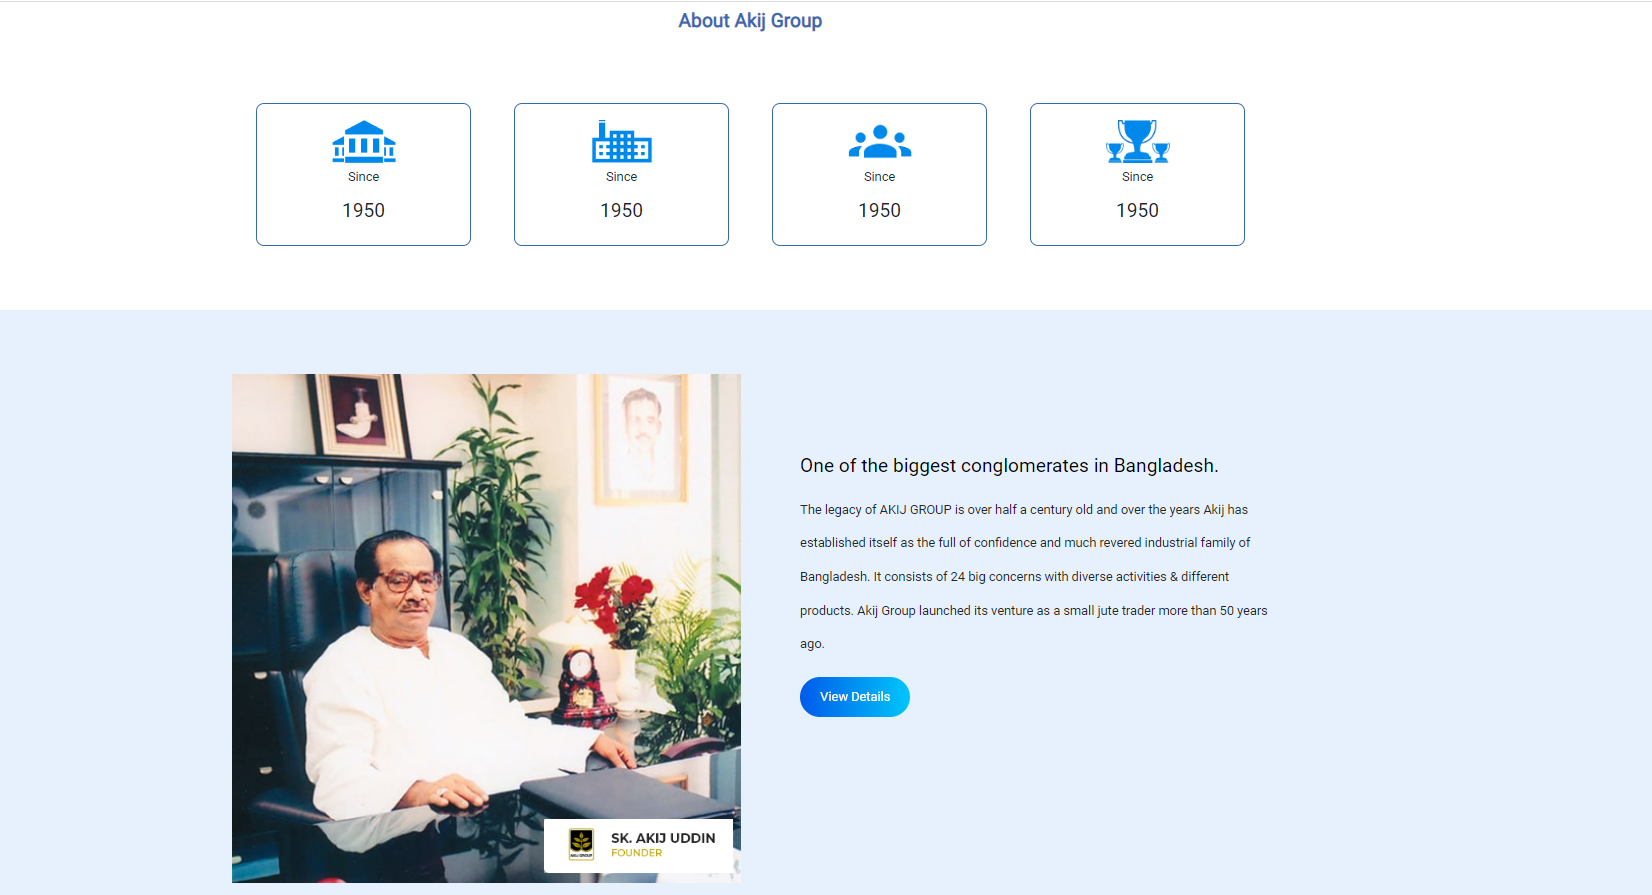 About Akij Group
Since
1950
Since
1950
Since
1950
Since
1950
One of the biggest conglomerates in Bangladesh.
The legacy of AKIJ GROUP is over half a century old and over the years Akij has
established itself as the full of confidence and much revered industrial family of
Bangladesh. It consists of 24 big concerns with diverse activities & different
products. Akij Group launched its venture as a small jute trader more than 50 years
ago.
View Details
AKIJ GROUP
SK. AKIJ UDDIN
FOUNDER